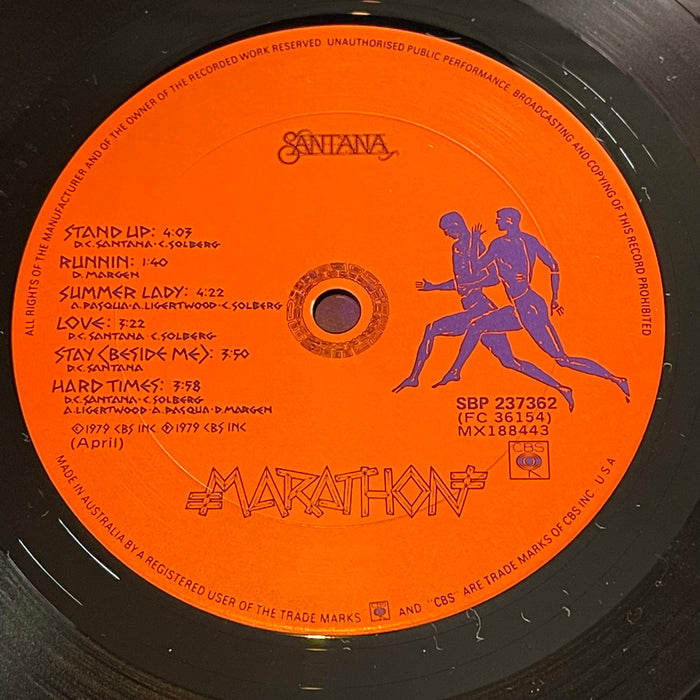 ALL RIGHTS OF THE MANUFACTURER AND OF THE OWNER OF THE RECORDED WORK RESERVED. UNAUTHORISED PUBLIC PERFORMANCE, BROADCASTING AND COPYING OF THIS RECORD PROHIBITED
SANTANA
STAND UP: 4:03
D.C. SANTANA·C. SOLBERG
RUNNIN: 1:40
D. MARGEN
SUMMER LADY: 4:22
A. PASQUA·A. LIGERTWOOD·C. SOLBERG
LOVE: 3:22
D.C. SANTANA·C. SOLBERG
STAY (BESIDE ME): 3:50
D.C. SANTANA
HARD TIMES: 3:58
D.C. SANTANA·C. SOLBERG
A. LIGERTWOOD·A. PASQUA·D. MARGEN
©1979 CBS INC ℗1979 CBS INC
(April)
SBP 237362
(FC 36154)
MX188443
CBS
MARATHON
MADE IN AUSTRALIA BY A REGISTERED USER OF THE TRADE MARKS AND "CBS" ARE TRADE MARKS OF CBS INC U.S.A